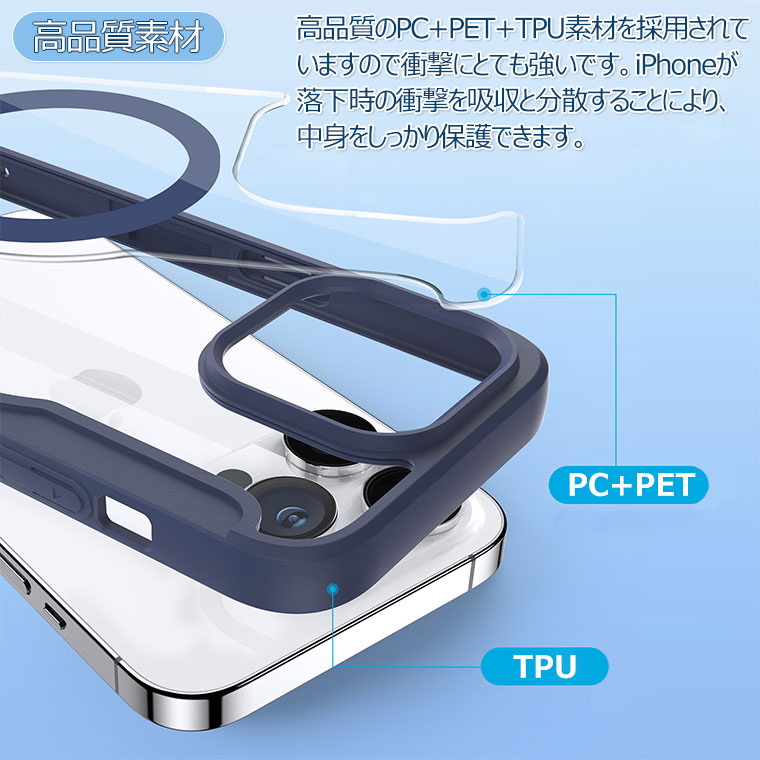 高品質素材
高品質のPC+PET+TPU素材を採用されて
いますので衝撃にとても強いです。iPhoneが
落下時の衝撃を吸収と分散することにより、
中身をしっかり保護できます。
PC+PET
TPU